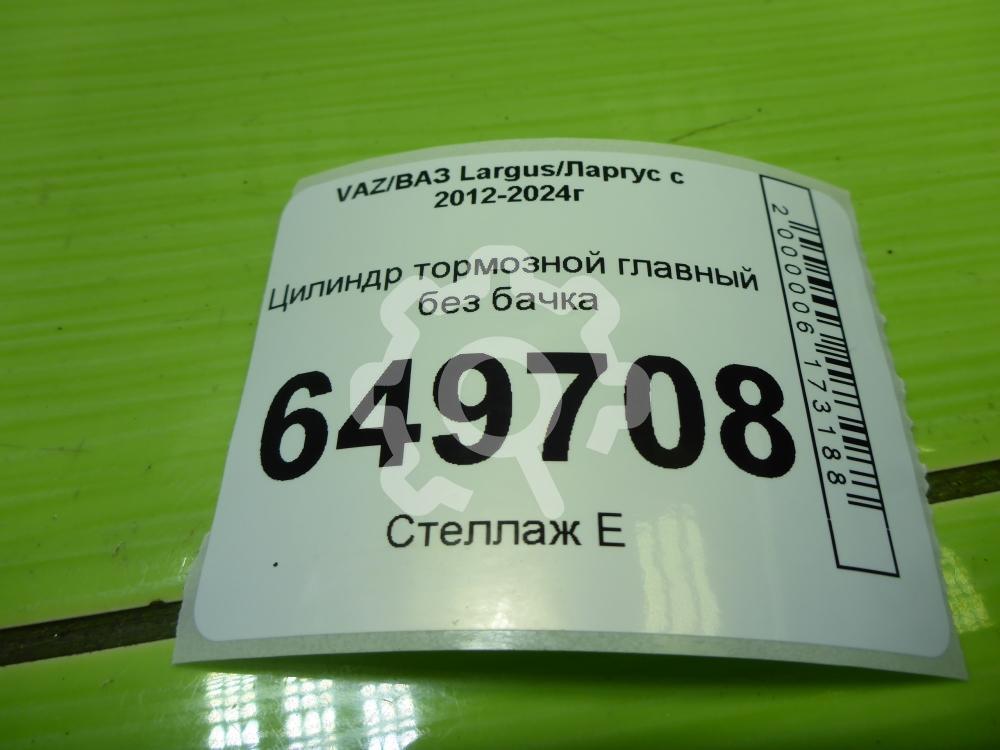 VAZ/ВАЗ Largus/Ларгус с
2012-2024г
Цилиндр тормозной главный
без бачка
649708
Стеллаж Е
2000006173188